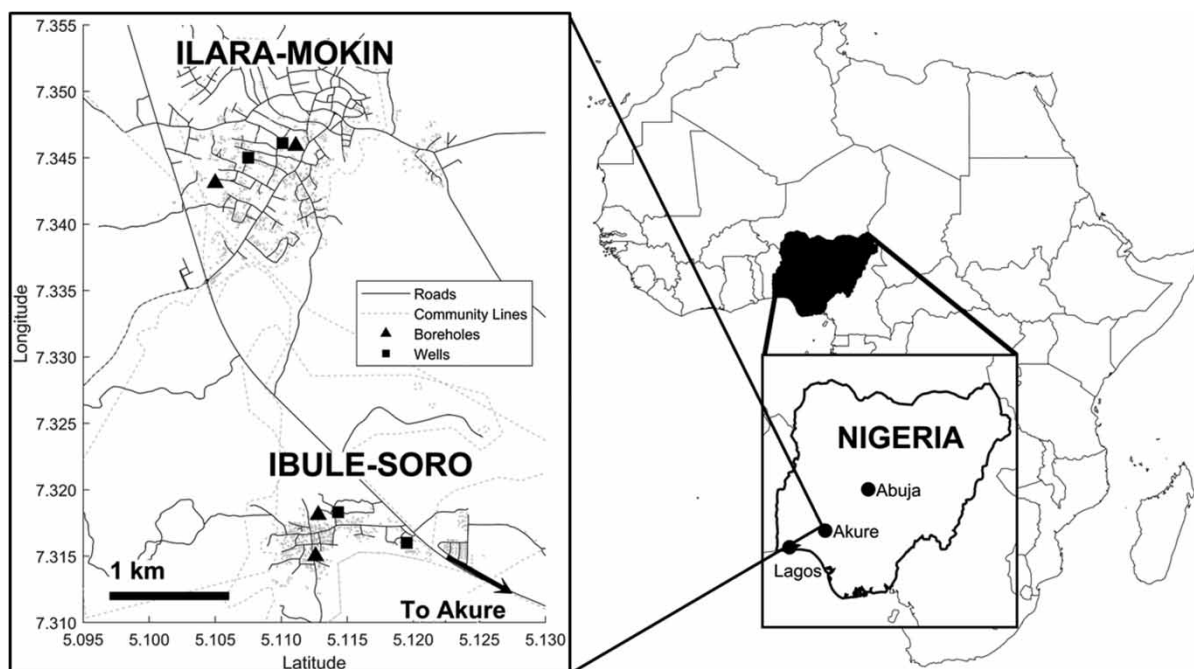 ILARA-MOKIN
7.355
7.350
7.345
7.340
7.335
7.330
7.325
7.320
7.315
7.310
Longitude
Roads
Community Lines
Boreholes
Wells
IBULE-SORO
1 km
To Akure
5.095
5.100
5.105
5.110
5.115
5.120
5.125
5.130
Latitude
NIGERIA
Abuja
Akure
Lagos